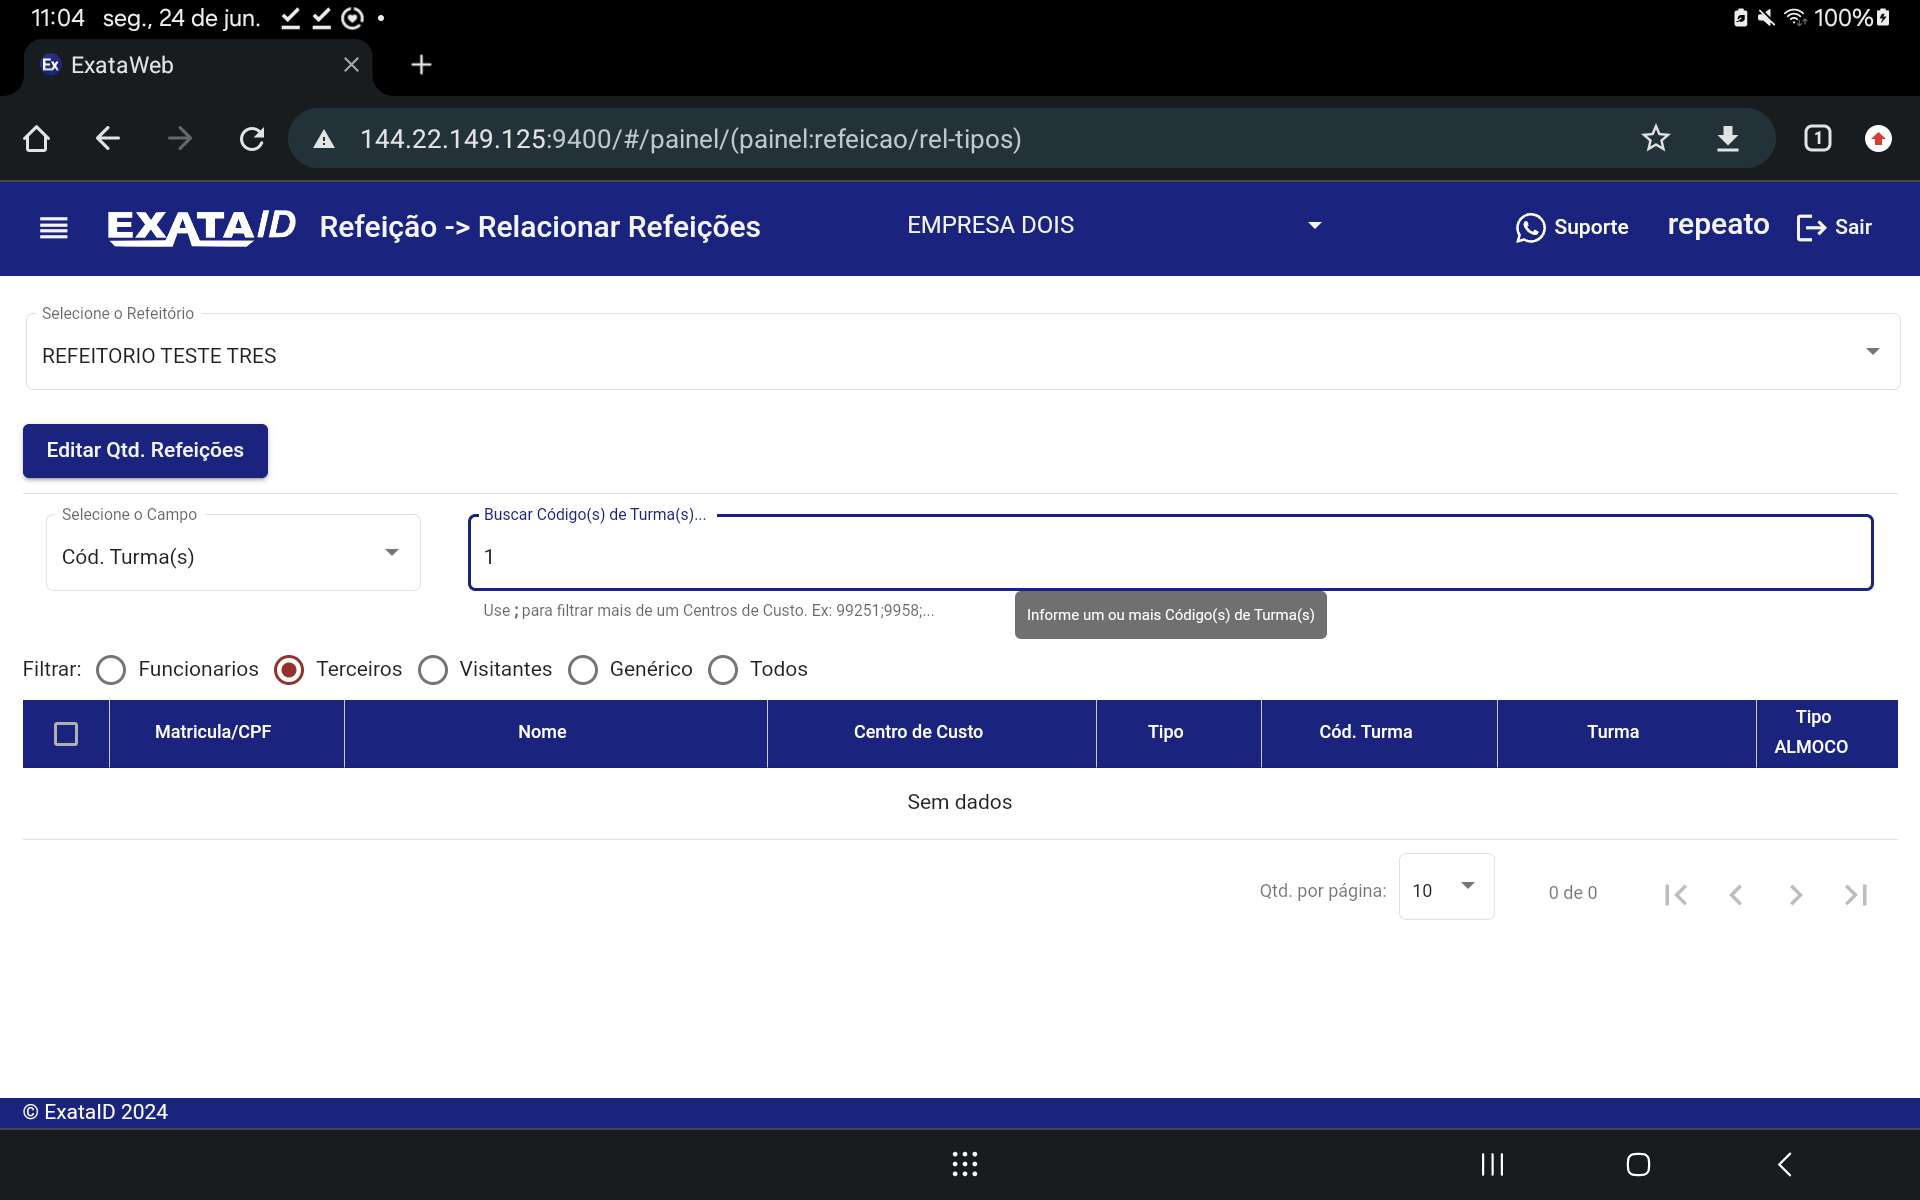 11:04 seg., 24 de jun. 100%
Ex ExataWeb
144.22.149.125:9400/#/painel/(painel:refeicao/rel-tipos) 1
EXATA/ID Refeição -> Relacionar Refeições EMPRESA DOIS Suporte repeato Sair
Selecione o Refeitório
REFEITORIO TESTE TRES
Editar Qtd. Refeições
Selecione o Campo
Cód. Turma(s)
Buscar Código(s) de Turma(s)...
1
Use ; para filtrar mais de um Centros de Custo. Ex: 99251;9958;...
Informe um ou mais Código(s) de Turma(s)
Filtrar: Funcionarios Terceiros Visitantes Genérico Todos
Matricula/CPF Nome Centro de Custo Tipo Cód. Turma Turma Tipo ALMOCO
Sem dados
Qtd. por página: 10 0 de 0
© ExataID 2024